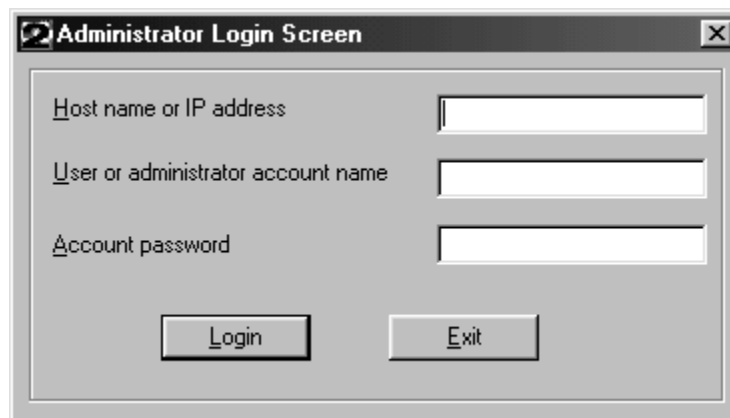 Administrator Login Screen
Host name or IP address
User or administrator account name
Account password
Login
Exit